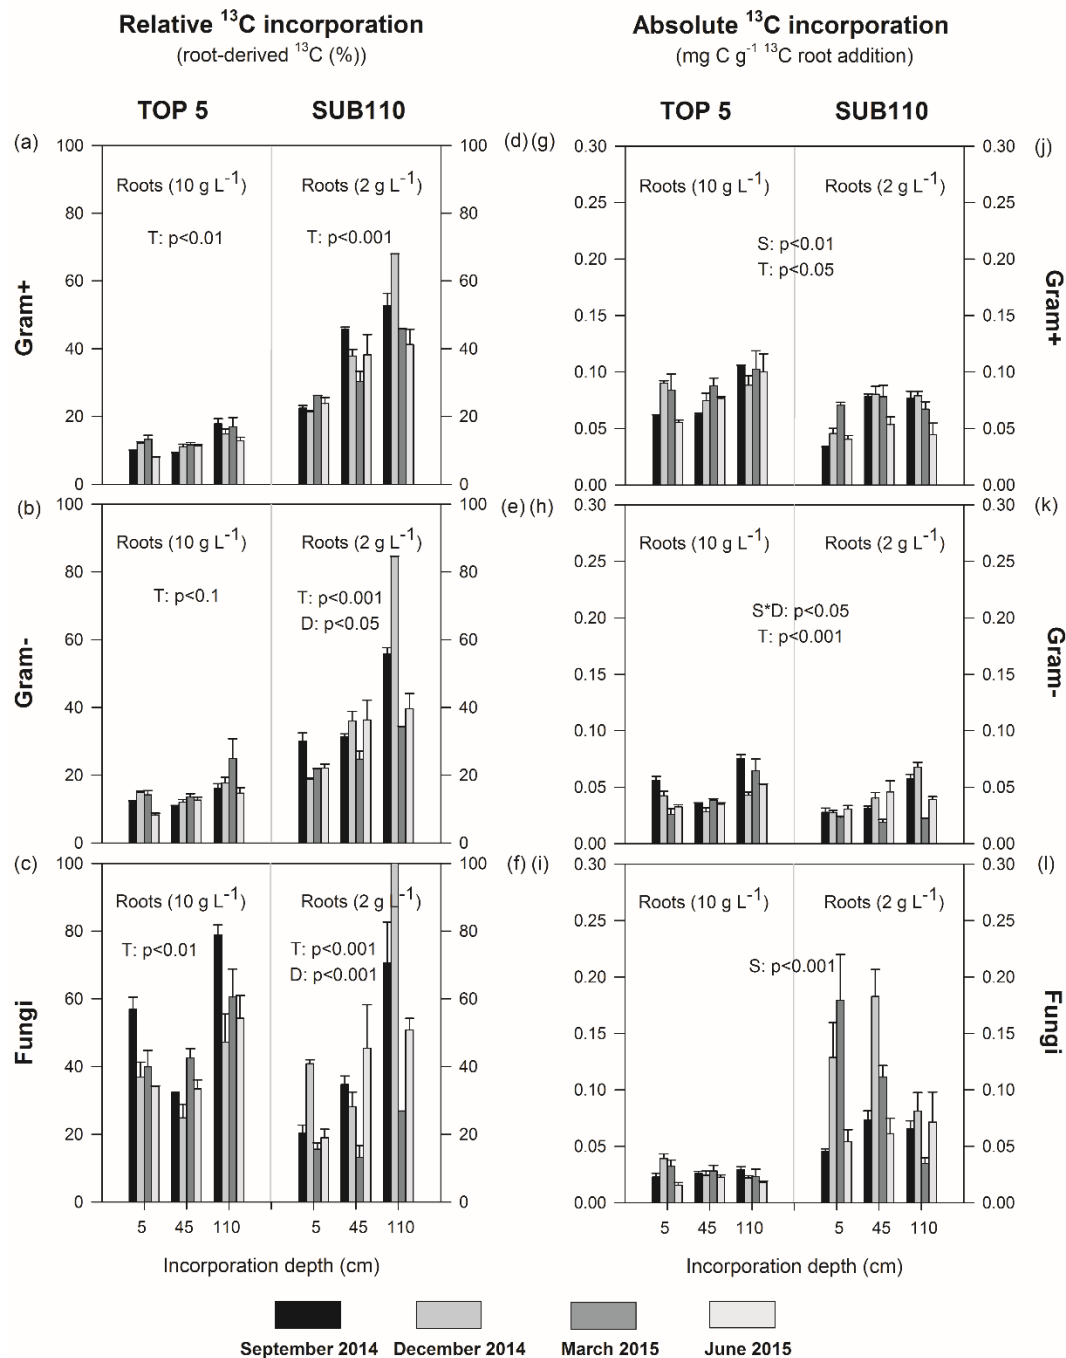 Relative ¹³C incorporation
(root-derived ¹³C (%))
Absolute ¹³C incorporation
(mg C g⁻¹ ¹³C root addition)
TOP 5
SUB110
TOP 5
SUB110
(a)
100
80
60
40
20
0
Roots (10 g L⁻¹)
T: p<0.01
Roots (2 g L⁻¹)
T: p<0.001
100
80
60
40
20
0
(d)
(g)
0.30
0.25
0.20
0.15
0.10
0.05
0.00
Roots (10 g L⁻¹)
Roots (2 g L⁻¹)
S: p<0.01
T: p<0.05
0.30
0.25
0.20
0.15
0.10
0.05
0.00
(j)
Gram+
Gram+
(b)
100
80
60
40
20
0
Roots (10 g L⁻¹)
T: p<0.1
Roots (2 g L⁻¹)
T: p<0.001
D: p<0.05
100
80
60
40
20
0
(e)
(h)
0.30
0.25
0.20
0.15
0.10
0.05
0.00
Roots (10 g L⁻¹)
Roots (2 g L⁻¹)
S*D: p<0.05
T: p<0.001
0.30
0.25
0.20
0.15
0.10
0.05
0.00
(k)
Gram-
Gram-
(c)
100
80
60
40
20
0
Roots (10 g L⁻¹)
T: p<0.01
Roots (2 g L⁻¹)
T: p<0.001
D: p<0.001
100
80
60
40
20
0
(f)
(i)
0.30
0.25
0.20
0.15
0.10
0.05
0.00
Roots (10 g L⁻¹)
Roots (2 g L⁻¹)
S: p<0.001
0.30
0.25
0.20
0.15
0.10
0.05
0.00
(l)
Fungi
Fungi
5 45 110 5 45 110
5 45 110 5 45 110
Incorporation depth (cm)
Incorporation depth (cm)
September 2014
December 2014
March 2015
June 2015